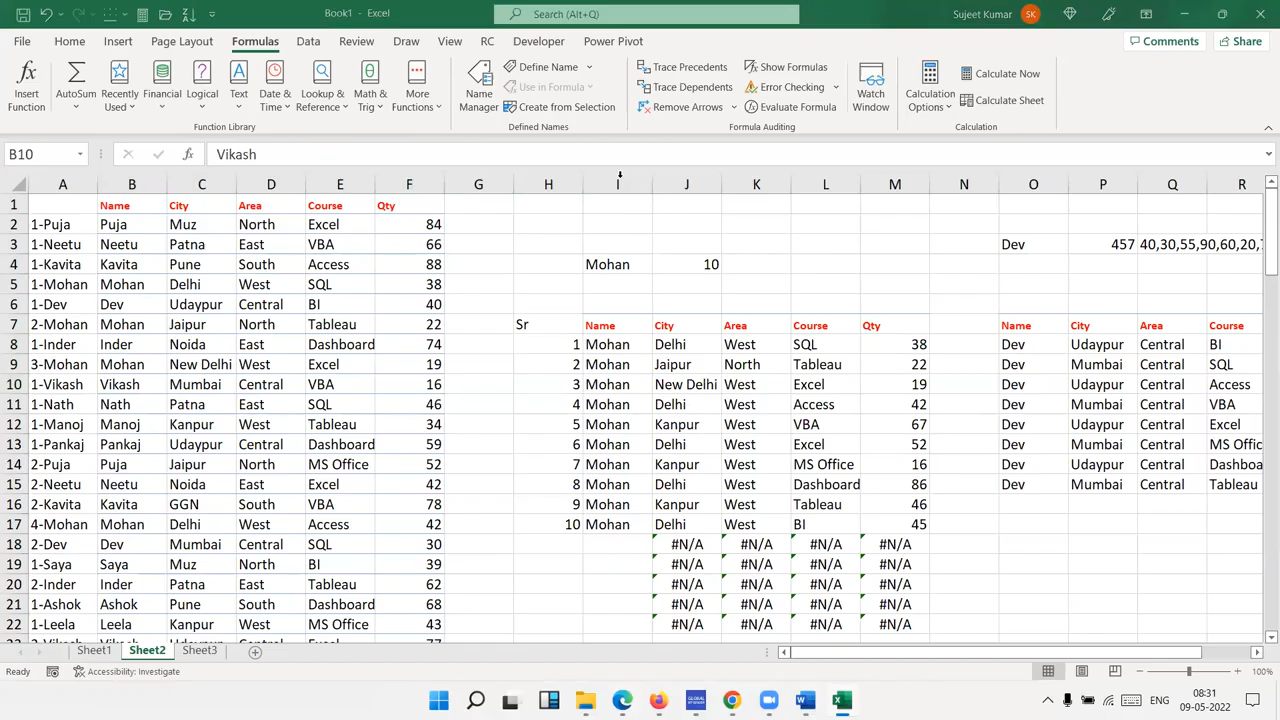 Book1 - Excel
Search (Alt+Q)
Sujeet Kumar SK
File Home Insert Page Layout Formulas Data Review View RC Developer Power Pivot Comments Share
Insert Function
AutoSum
Recently Used
Financial
Logical
Text
Date & Time
Lookup & Reference
Math & Trig
More Functions
Function Library
Name Manager
Define Name
Use in Formula
Create from Selection
Defined Names
Trace Precedents
Trace Dependents
Remove Arrows
Show Formulas
Error Checking
Evaluate Formula
Formula Auditing
Watch Window
Calculation Options
Calculate Now
Calculate Sheet
Calculation
B10 fx Vikash
A B C D E F G H I J K L M N O P Q R
1 Name City Area Course Qty
2 1-Puja Puja Muz North Excel 84
3 1-Neetu Neetu Patna East VBA 66 Dev 457 40,30,55,90,60,20,
4 1-Kavita Kavita Pune South Access 88 Mohan 10
5 1-Mohan Mohan Delhi West SQL 38
6 1-Dev Dev Udaypur Central BI 40
7 2-Mohan Mohan Jaipur North Tableau 22 Sr Name City Area Course Qty Name City Area Course
8 1-Inder Inder Noida East Dashboard 74 1 Mohan Delhi West SQL 38 Dev Udaypur Central BI
9 3-Mohan Mohan New Delhi West Excel 19 2 Mohan Jaipur North Tableau 22 Dev Mumbai Central SQL
10 1-Vikash Vikash Mumbai Central VBA 16 3 Mohan New Delhi West Excel 19 Dev Udaypur Central Access
11 1-Nath Nath Patna East SQL 46 4 Mohan Delhi West Access 42 Dev Mumbai Central VBA
12 1-Manoj Manoj Kanpur West Tableau 34 5 Mohan Kanpur West VBA 67 Dev Udaypur Central Excel
13 1-Pankaj Pankaj Udaypur Central Dashboard 59 6 Mohan Delhi West Excel 52 Dev Mumbai Central MS Offic
14 2-Puja Puja Jaipur North MS Office 52 7 Mohan Kanpur West MS Office 16 Dev Udaypur Central Dashboa
15 2-Neetu Neetu Noida East Excel 42 8 Mohan Delhi West Dashboard 86 Dev Mumbai Central Tableau
16 2-Kavita Kavita GGN South VBA 78 9 Mohan Kanpur West Tableau 46
17 4-Mohan Mohan Delhi West Access 42 10 Mohan Delhi West BI 45
18 2-Dev Dev Mumbai Central SQL 30 #N/A #N/A #N/A #N/A
19 1-Saya Saya Muz North BI 39 #N/A #N/A #N/A #N/A
20 2-Inder Inder Patna East Tableau 62 #N/A #N/A #N/A #N/A
21 1-Ashok Ashok Pune South Dashboard 68 #N/A #N/A #N/A #N/A
22 1-Leela Leela Kanpur West MS Office 43 #N/A #N/A #N/A #N/A
Sheet1 Sheet2 Sheet3
Ready Accessibility: Investigate 100%
ENG 08:31
09-05-2022